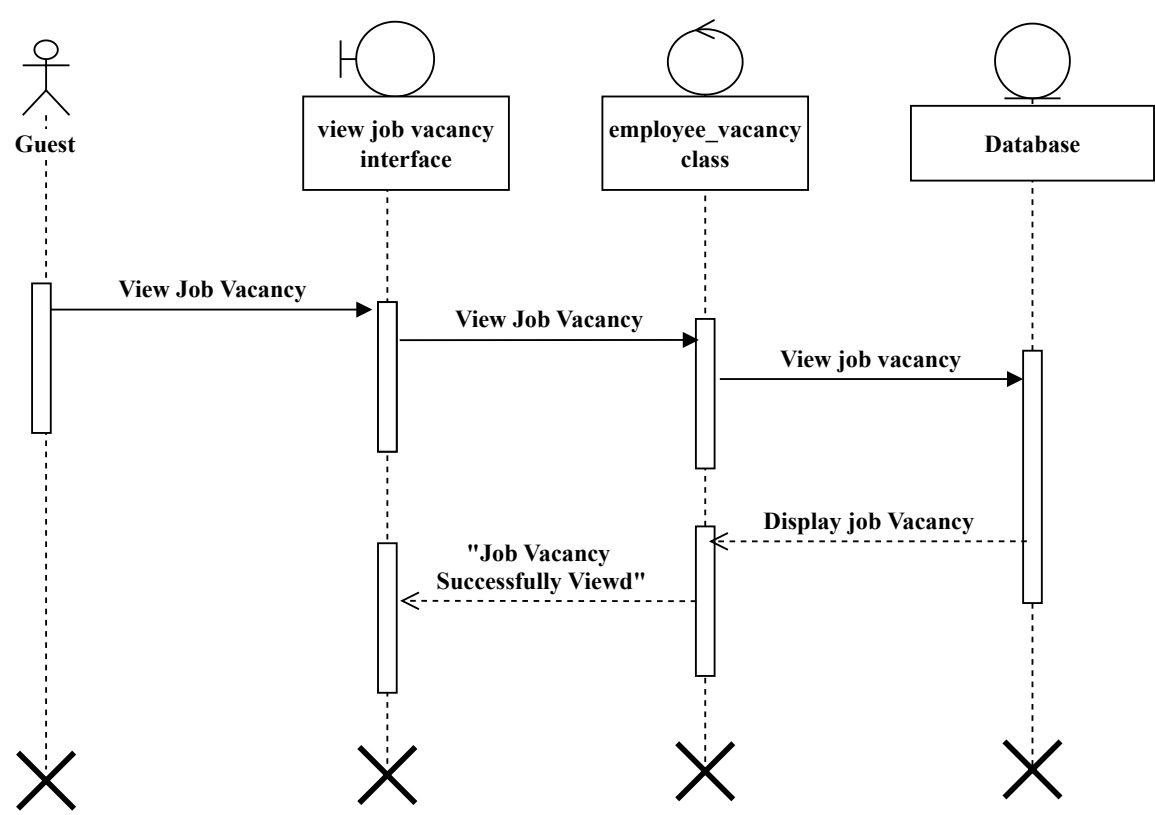 Guest
view job vacancy
interface
employee_vacancy
class
Database
View Job Vacancy
View Job Vacancy
View job vacancy
Display job Vacancy
"Job Vacancy
Successfully Viewd"